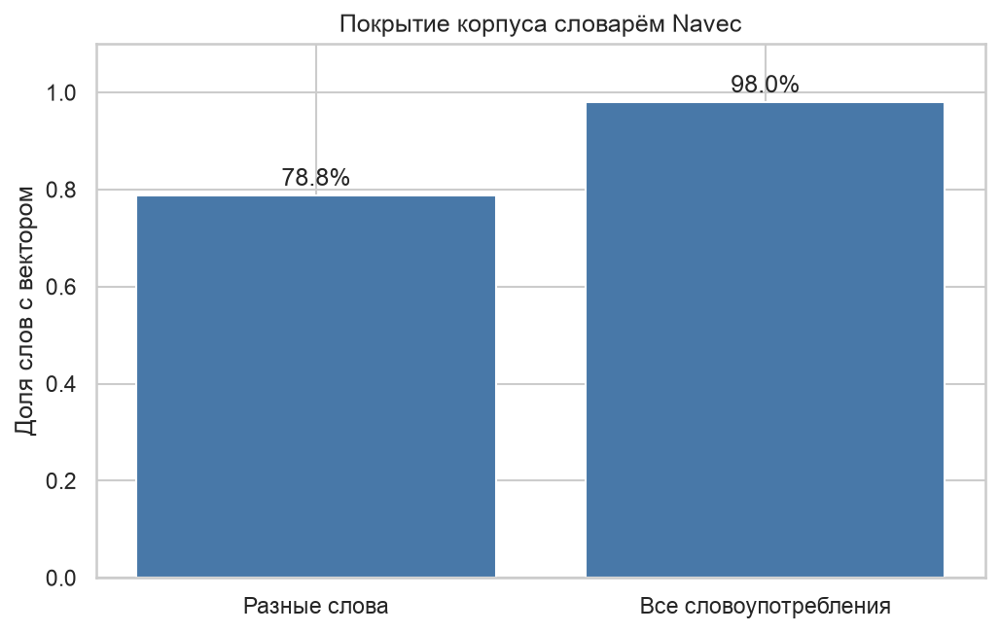 Покрытие корпуса словарём Navec
Доля слов с вектором
1.0
0.8
0.6
0.4
0.2
0.0
78.8%
98.0%
Разные слова
Все словоупотребления